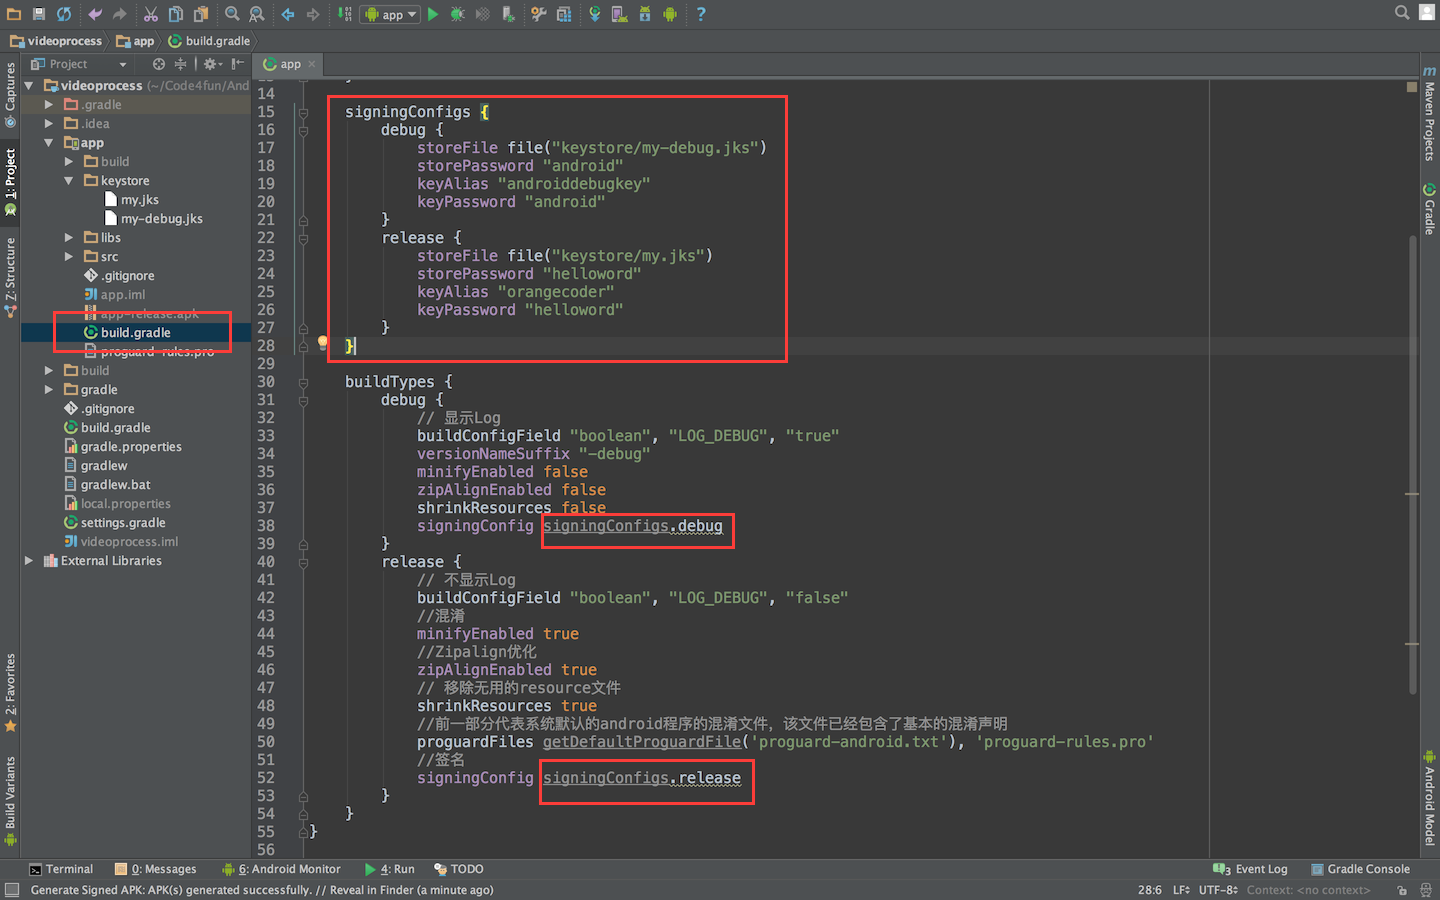 app
?
videoprocess
app
build.gradle
Project
app
1: Project
Captures
Z: Structure
2: Favorites
Build Variants
videoprocess (~/Code4fun/And
.gradle
.idea
app
build
keystore
my.jks
my-debug.jks
libs
src
.gitignore
app.iml
app-release.apk
build.gradle
proguard-rules.pro
build
gradle
.gitignore
build.gradle
gradle.properties
gradlew
gradlew.bat
local.properties
settings.gradle
videoprocess.iml
External Libraries
14
15 signingConfigs {
16 debug {
17 storeFile file("keystore/my-debug.jks")
18 storePassword "android"
19 keyAlias "androiddebugkey"
20 keyPassword "android"
21 }
22 release {
23 storeFile file("keystore/my.jks")
24 storePassword "helloword"
25 keyAlias "orangecoder"
26 keyPassword "helloword"
27 }
28 }
29
30 buildTypes {
31 debug {
32 // 显示Log
33 buildConfigField "boolean", "LOG_DEBUG", "true"
34 versionNameSuffix "-debug"
35 minifyEnabled false
36 zipAlignEnabled false
37 shrinkResources false
38 signingConfig signingConfigs.debug
39 }
40 release {
41 // 不显示Log
42 buildConfigField "boolean", "LOG_DEBUG", "false"
43 //混淆
44 minifyEnabled true
45 //Zipalign优化
46 zipAlignEnabled true
47 // 移除无用的resource文件
48 shrinkResources true
49 //前一部分代表系统默认的android程序的混淆文件，该文件已经包含了基本的混淆声明
50 proguardFiles getDefaultProguardFile('proguard-android.txt'), 'proguard-rules.pro'
51 //签名
52 signingConfig signingConfigs.release
53 }
54 }
55 }
56
m Maven Projects
Gradle
Android Model
Terminal
0: Messages
6: Android Monitor
4: Run
TODO
3 Event Log
Gradle Console
Generate Signed APK: APK(s) generated successfully. // Reveal in Finder (a minute ago)
28:6 LF÷ UTF-8÷ Context: <no context>